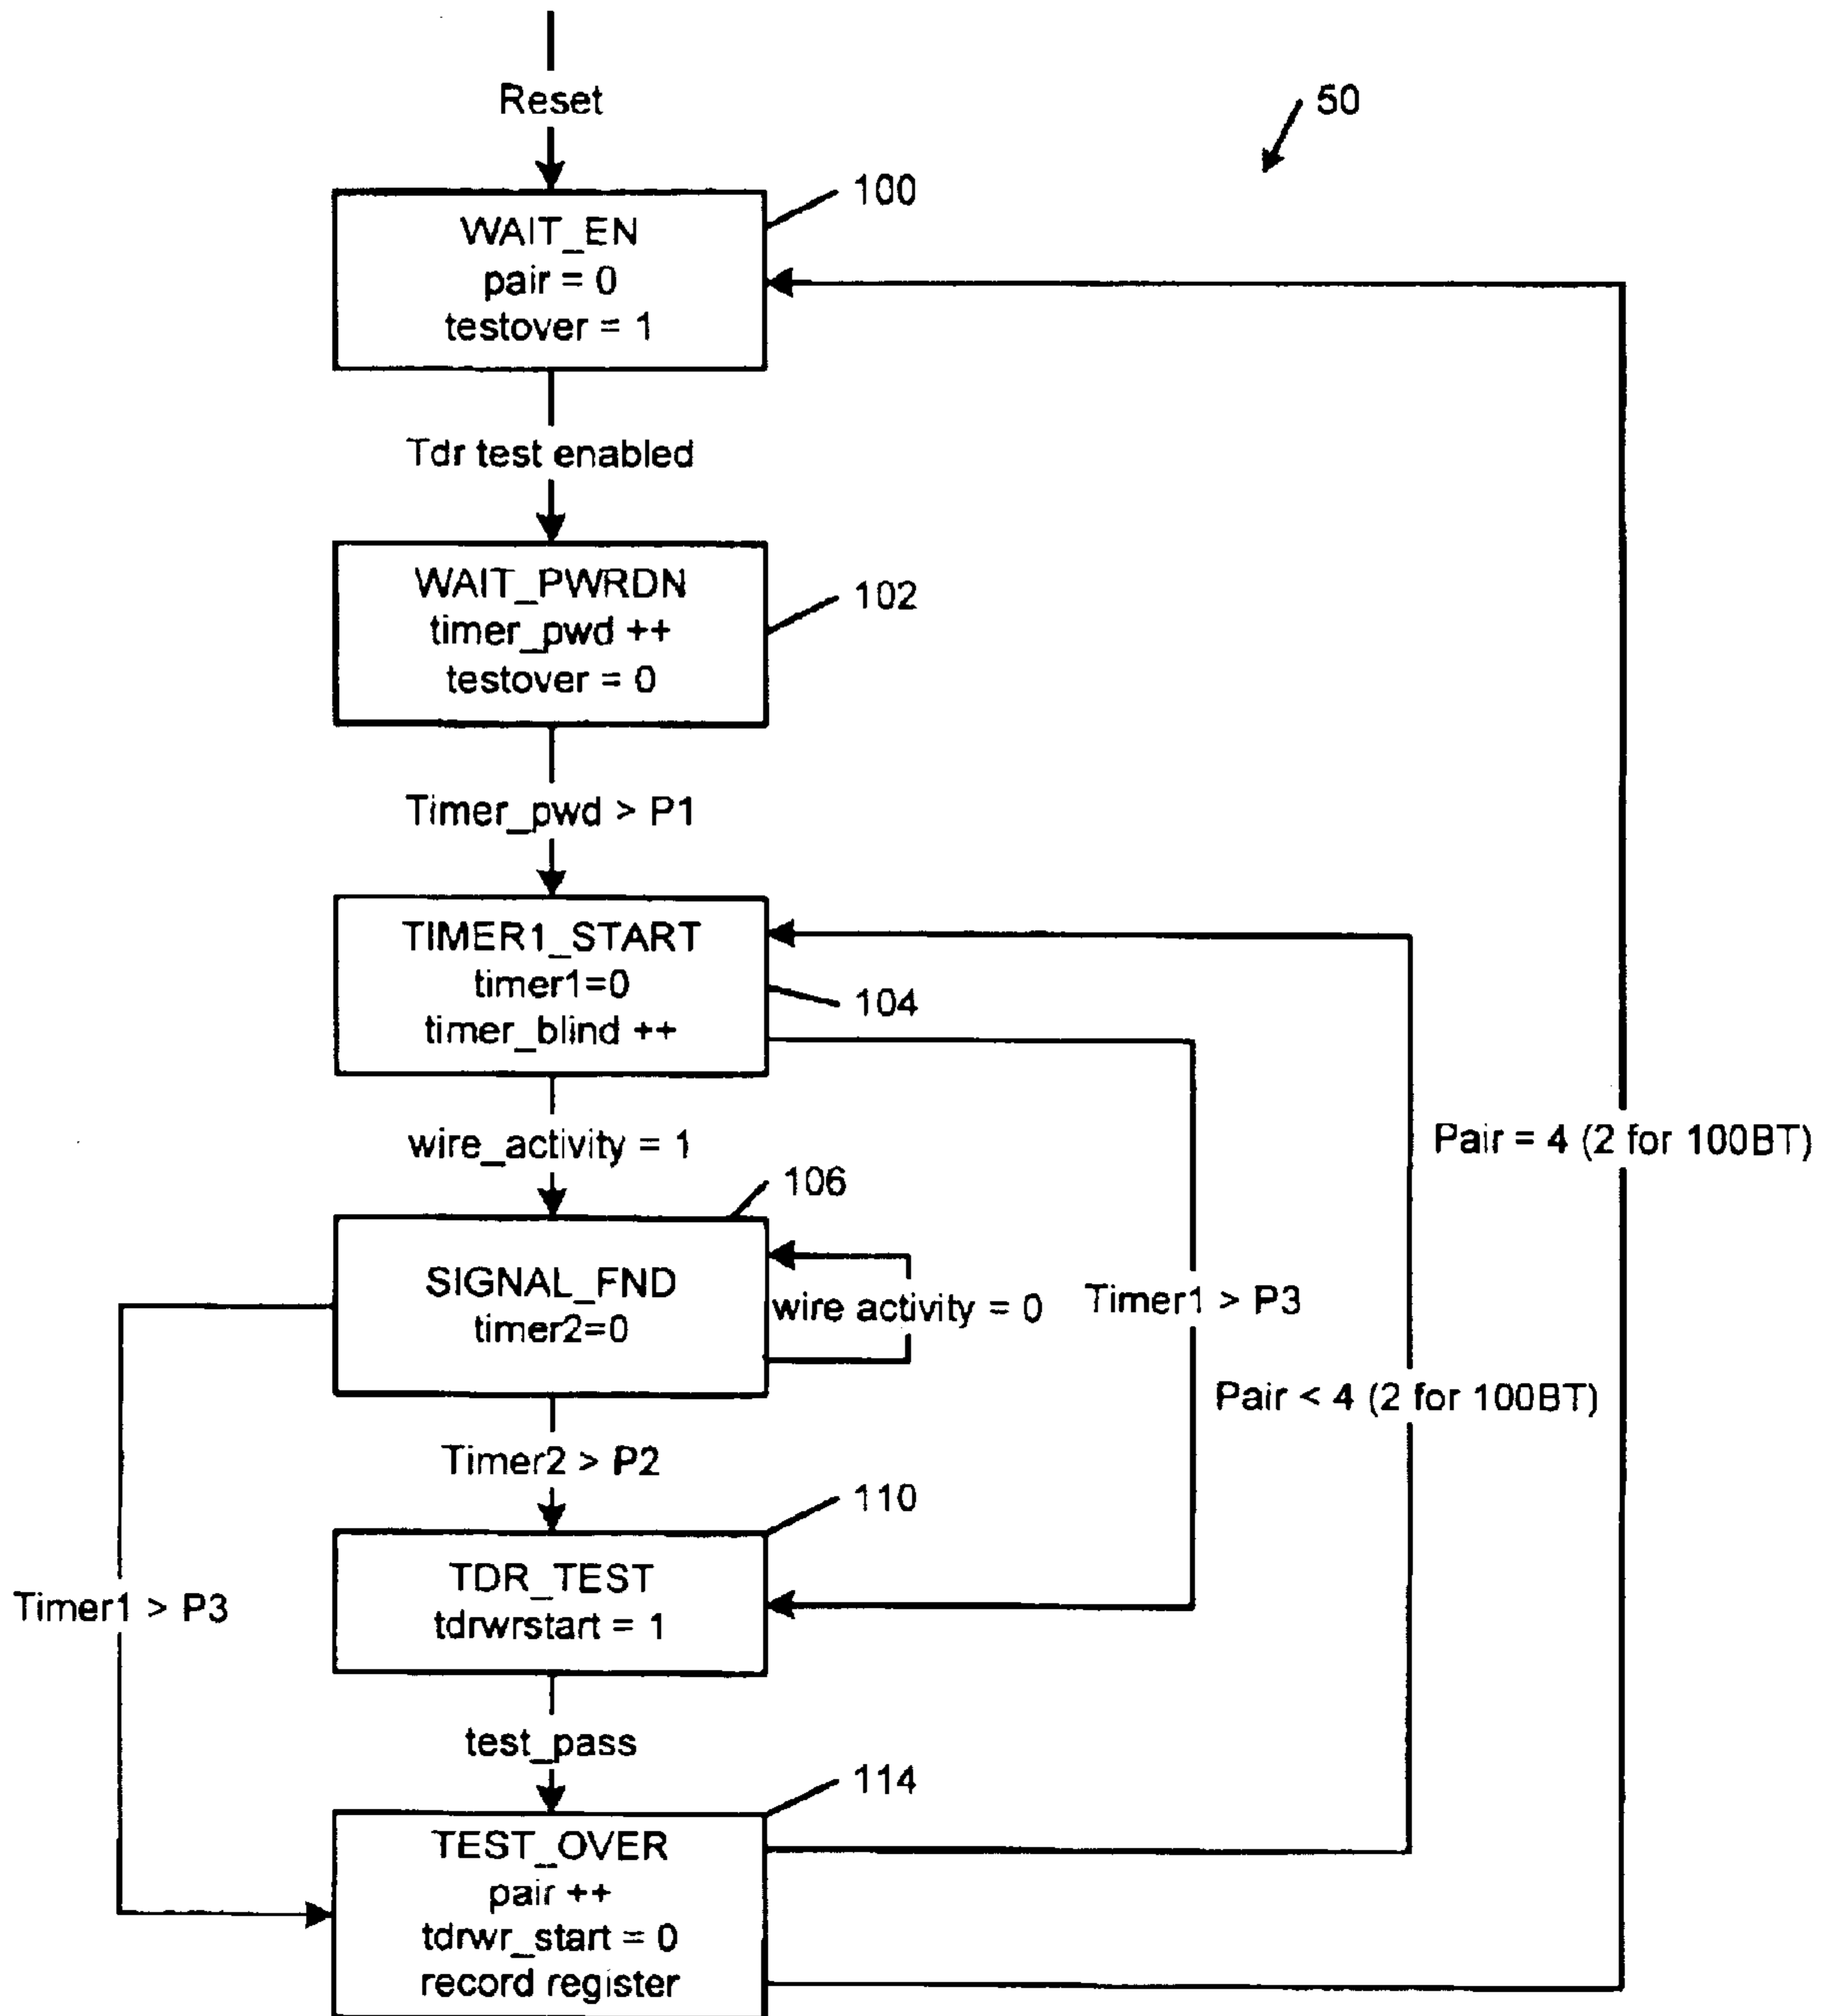 Reset
50
100
WAIT_EN
pair = 0
testover = 1
Tdr test enabled
102
WAIT_PWRDN
timer_pwd ++
testover = 0
Timer_pwd > P1
TIMER1_START
timer1=0
104
timer_blind ++
wire_activity = 1
Pair = 4 (2 for 100BT)
106
SIGNAL_FND
timer2=0
wire activity = 0
Timer1 > P3
Pair < 4 (2 for 100BT)
Timer2 > P2
110
TDR_TEST
tdrwrstart = 1
Timer1 > P3
test_pass
114
TEST_OVER
pair ++
tdrwr_start = 0
record register